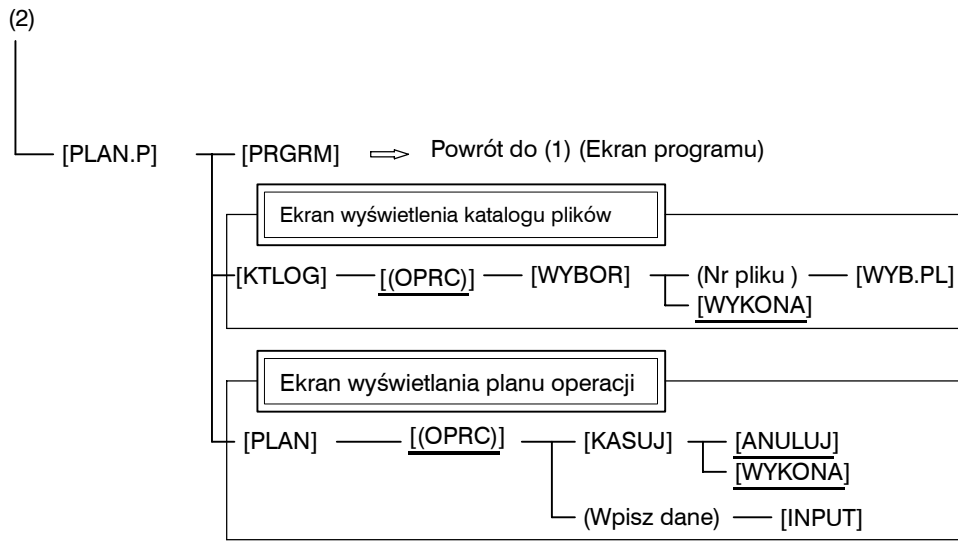 (2)
[PLAN.P] [PRGRM] Powrót do (1) (Ekran programu)
Ekran wyświetlenia katalogu plików
[KTLOG] [(OPRC)] [WYBOR] (Nr pliku ) [WYB.PL]
[WYKONA]
Ekran wyświetlania planu operacji
[PLAN] [(OPRC)] [KASUJ] [ANULUJ]
[WYKONA]
(Wpisz dane) [INPUT]